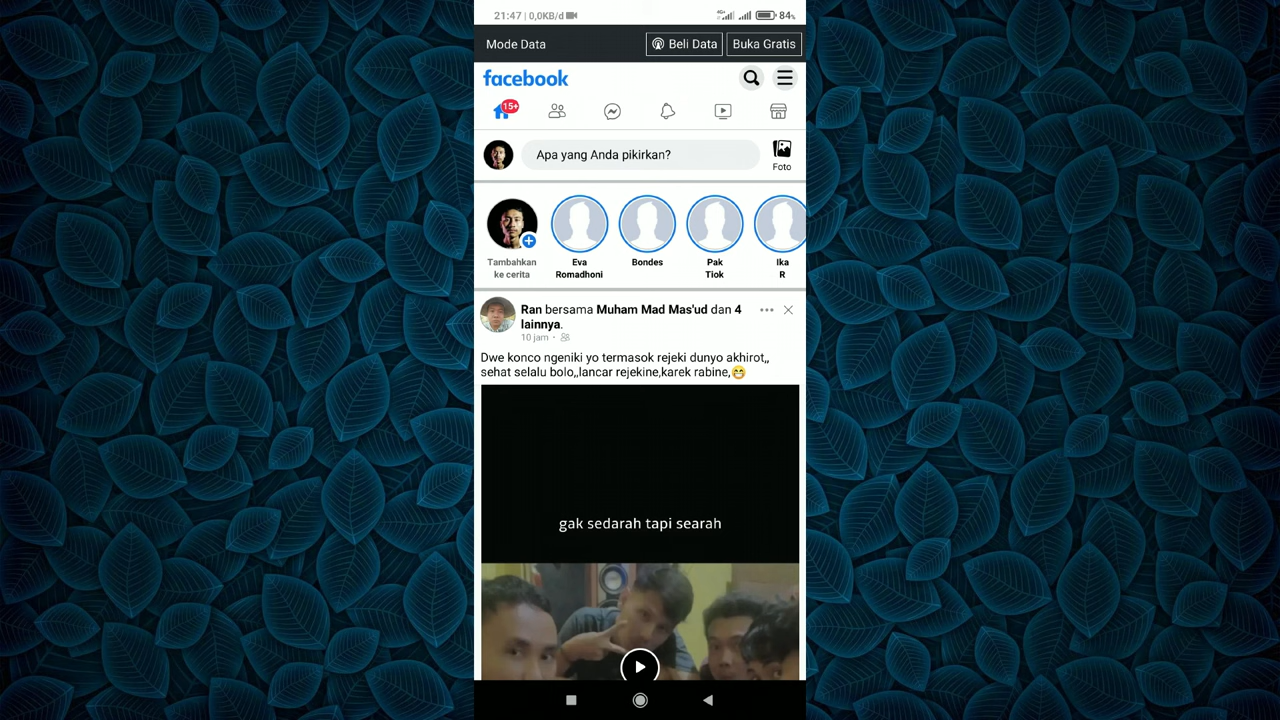 21:47 | 0,0KB/d
84%
Mode Data
Beli Data
Buka Gratis
facebook
15+
Apa yang Anda pikirkan?
Foto
Tambahkan
ke cerita
Eva
Romadhoni
Bondes
Pak
Tiok
Ika
R
Ran bersama Muham Mad Mas'ud dan 4
lainnya.
10 jam ·
Dwe konco ngeniki yo termasok rejeki dunyo akhirot,,
sehat selalu bolo,,lancar rejekine,karek rabine,😁
gak sedarah tapi searah